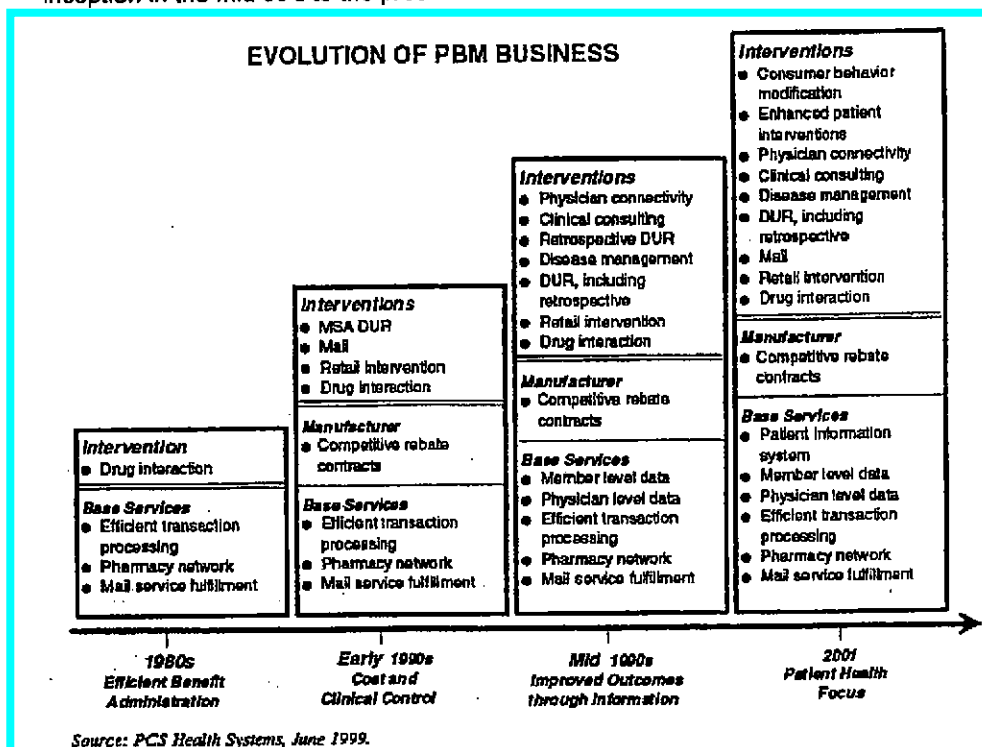 EVOLUTION OF PBM BUSINESS
Intervention
● Drug interaction
Base Services
● Efficient transaction
processing
● Pharmacy network
● Mail service fulfillment
Interventions
● MSA DUR
● Mail
● Retail intervention
● Drug interaction
Manufacturer
● Competitive rebate
contracts
Base Services
● Efficient transaction
processing
● Pharmacy network
● Mail service fulfillment
Interventions
● Physician connectivity
● Clinical consulting
● Retrospective DUR
● Disease management
● DUR, including
retrospective
● Retail intervention
● Drug interaction
Manufacturer
● Competitive rebate
contracts
Base Services
● Member level data
● Physician level data
● Efficient transaction
processing
● Pharmacy network
● Mail service fulfillment
Interventions
● Consumer behavior
modification
● Enhanced patient
interventions
● Physician connectivity
● Clinical consulting
● Disease management
● DUR, including
retrospective
● Mail
● Retail intervention
● Drug interaction
Manufacturer
● Competitive rebate
contracts
Base Services
● Patient information
system
● Member level data
● Physician level data
● Efficient transaction
processing
● Pharmacy network
● Mail service fulfillment
1980s
Efficient Benefit
Administration
Early 1990s
Cost and
Clinical Control
Mid 1990s
Improved Outcomes
through Information
2001
Patient Health
Focus
Source: PCS Health Systems, June 1999.